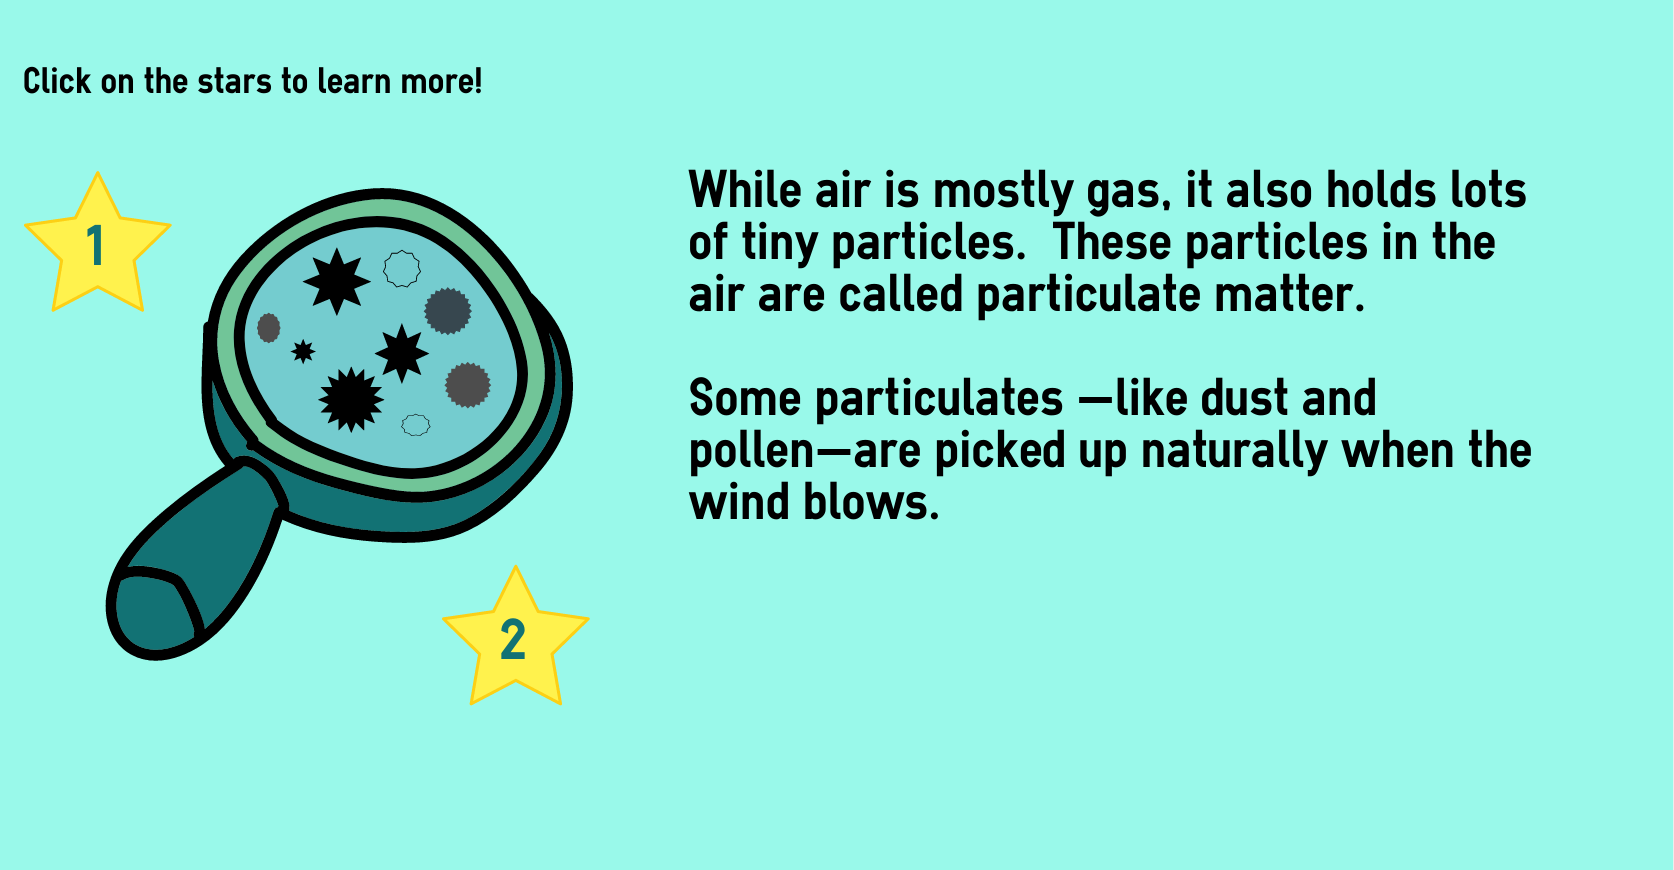 Click on the stars to learn more!
1
While air is mostly gas, it also holds lots
of tiny particles.  These particles in the
air are called particulate matter.
Some particulates —like dust and
pollen—are picked up naturally when the
wind blows.
2